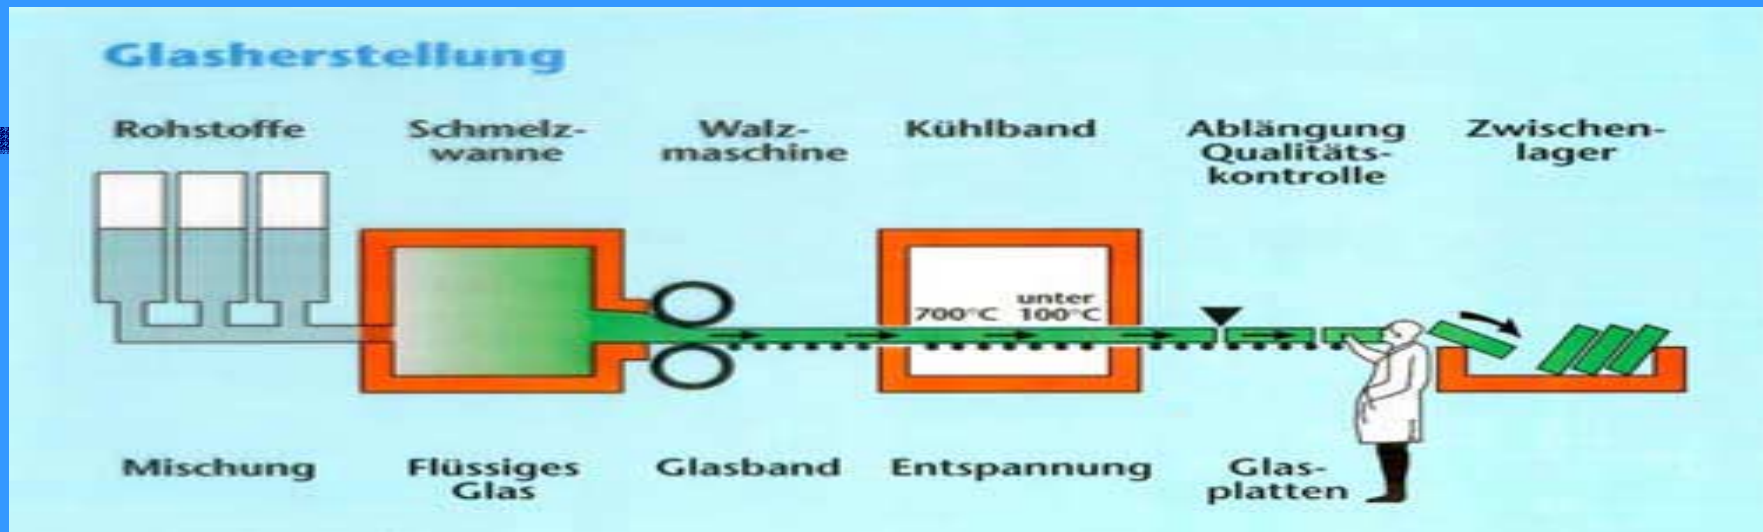 Glasherstellung
Rohstoffe
Schmelz-
wanne
Walz-
maschine
Kühlband
Ablängung
Qualitäts-
kontrolle
Zwischen-
lager
700°C
unter
100°C
Mischung
Flüssiges
Glas
Glasband
Entspannung
Glas-
platten